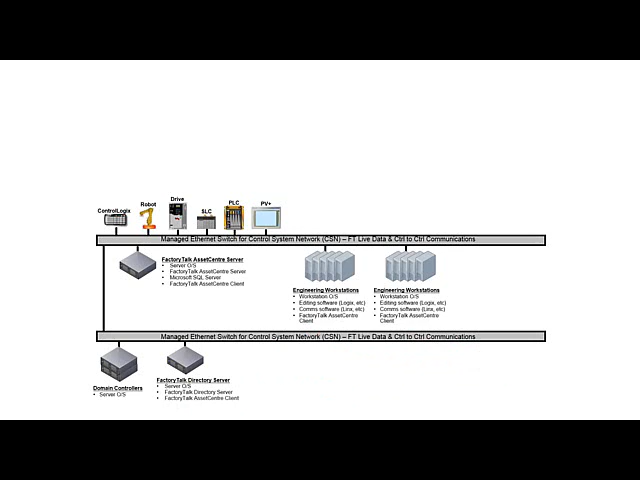 ControlLogix
Robot
Drive
SLC
PLC
PV+
Managed Ethernet Switch for Control System Network (CSN) – FT Live Data & Ctrl to Ctrl Communications
FactoryTalk AssetCentre Server
• Server O/S
• FactoryTalk AssetCentre Server
• Microsoft SQL Server
• FactoryTalk AssetCentre Client
Engineering Workstations
• Workstation O/S
• Editing software (Logix, etc)
• Comms software (Linx, etc)
• FactoryTalk AssetCentre
Client
Engineering Workstations
• Workstation O/S
• Editing software (Logix, etc)
• Comms software (Linx, etc)
• FactoryTalk AssetCentre
Client
Managed Ethernet Switch for Control System Network (CSN) – FT Live Data & Ctrl to Ctrl Communications
Domain Controllers
• Server O/S
FactoryTalk Directory Server
• Server O/S
• FactoryTalk Directory Server
• FactoryTalk AssetCentre Client